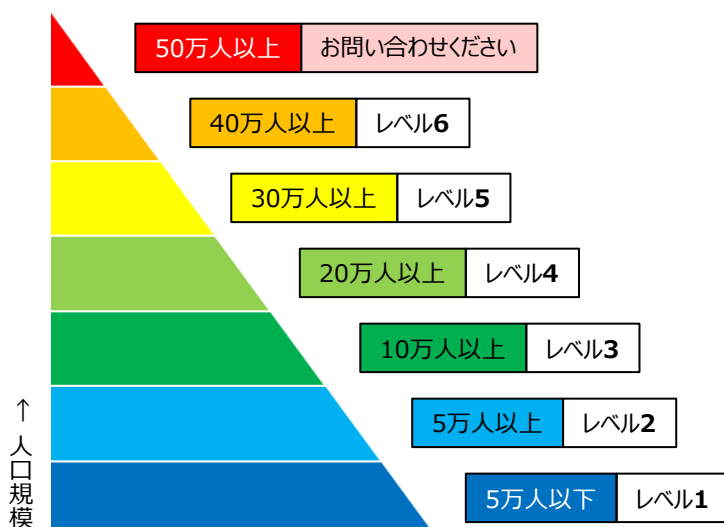 50万人以上 お問い合わせください
40万人以上 レベル6
30万人以上 レベル5
20万人以上 レベル4
10万人以上 レベル3
5万人以上 レベル2
5万人以下 レベル1
↑人口規模